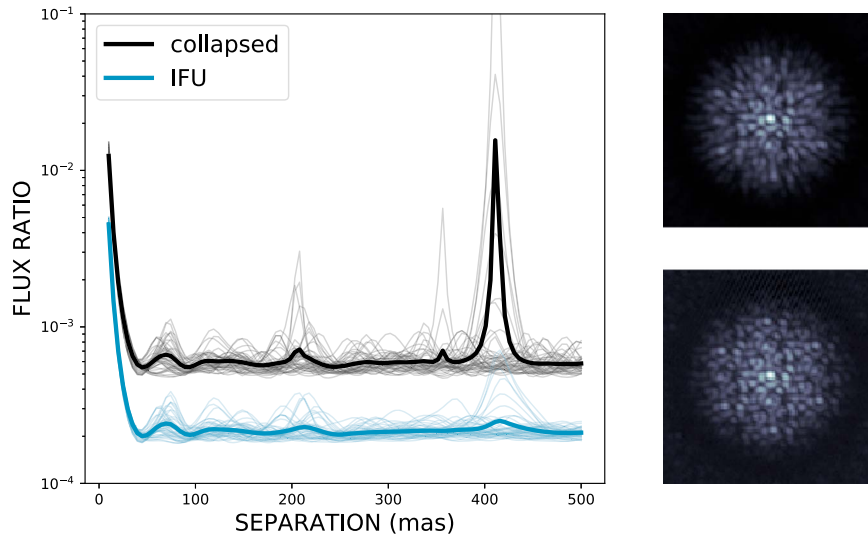 10⁻¹
collapsed
IFU
10⁻²
FLUX RATIO
10⁻³
10⁻⁴
0 100 200 300 400 500
SEPARATION (mas)